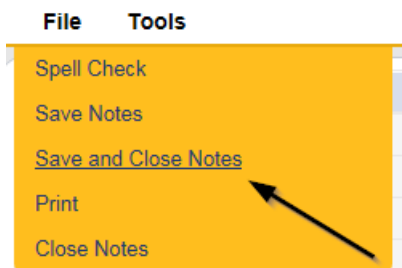 File Tools
Spell Check
Save Notes
Save and Close Notes
Print
Close Notes